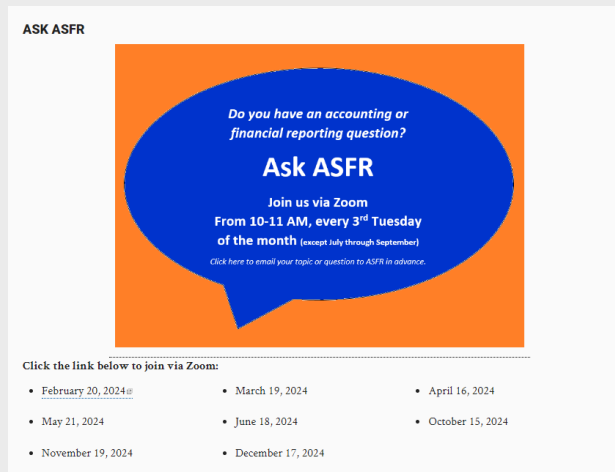 ASK ASFR
Do you have an accounting or
financial reporting question?
Ask ASFR
Join us via Zoom
From 10-11 AM, every 3rd Tuesday
of the month (except July through September)
Click here to email your topic or question to ASFR in advance.
Click the link below to join via Zoom:
• February 20, 2024
• March 19, 2024
• April 16, 2024
• May 21, 2024
• June 18, 2024
• October 15, 2024
• November 19, 2024
• December 17, 2024